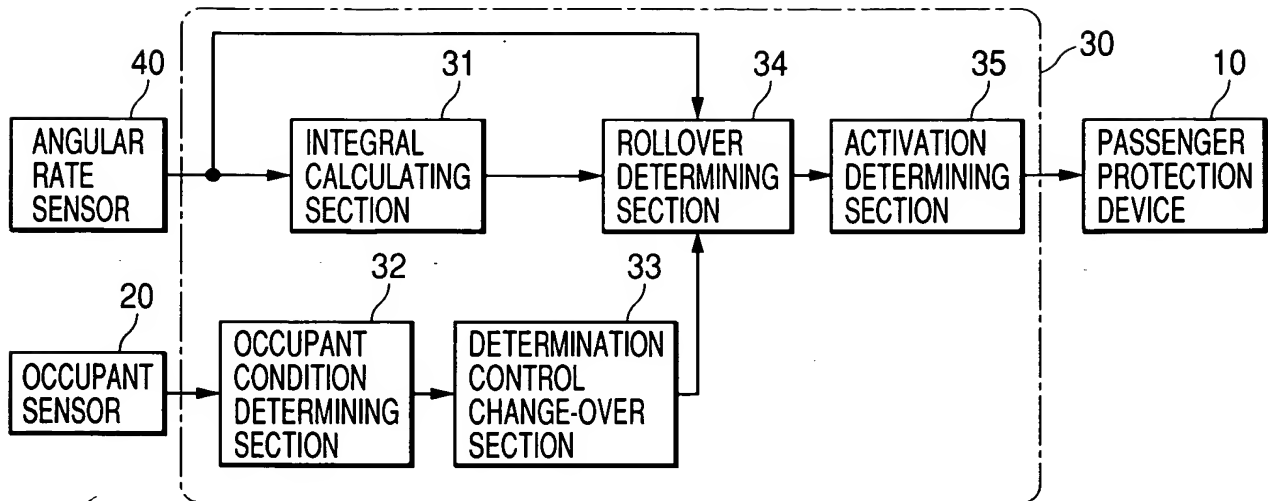 40
31
34
35
30
10
ANGULAR
RATE
SENSOR
INTEGRAL
CALCULATING
SECTION
ROLLOVER
DETERMINING
SECTION
ACTIVATION
DETERMINING
SECTION
PASSENGER
PROTECTION
DEVICE
20
32
33
OCCUPANT
SENSOR
OCCUPANT
CONDITION
DETERMINING
SECTION
DETERMINATION
CONTROL
CHANGE-OVER
SECTION